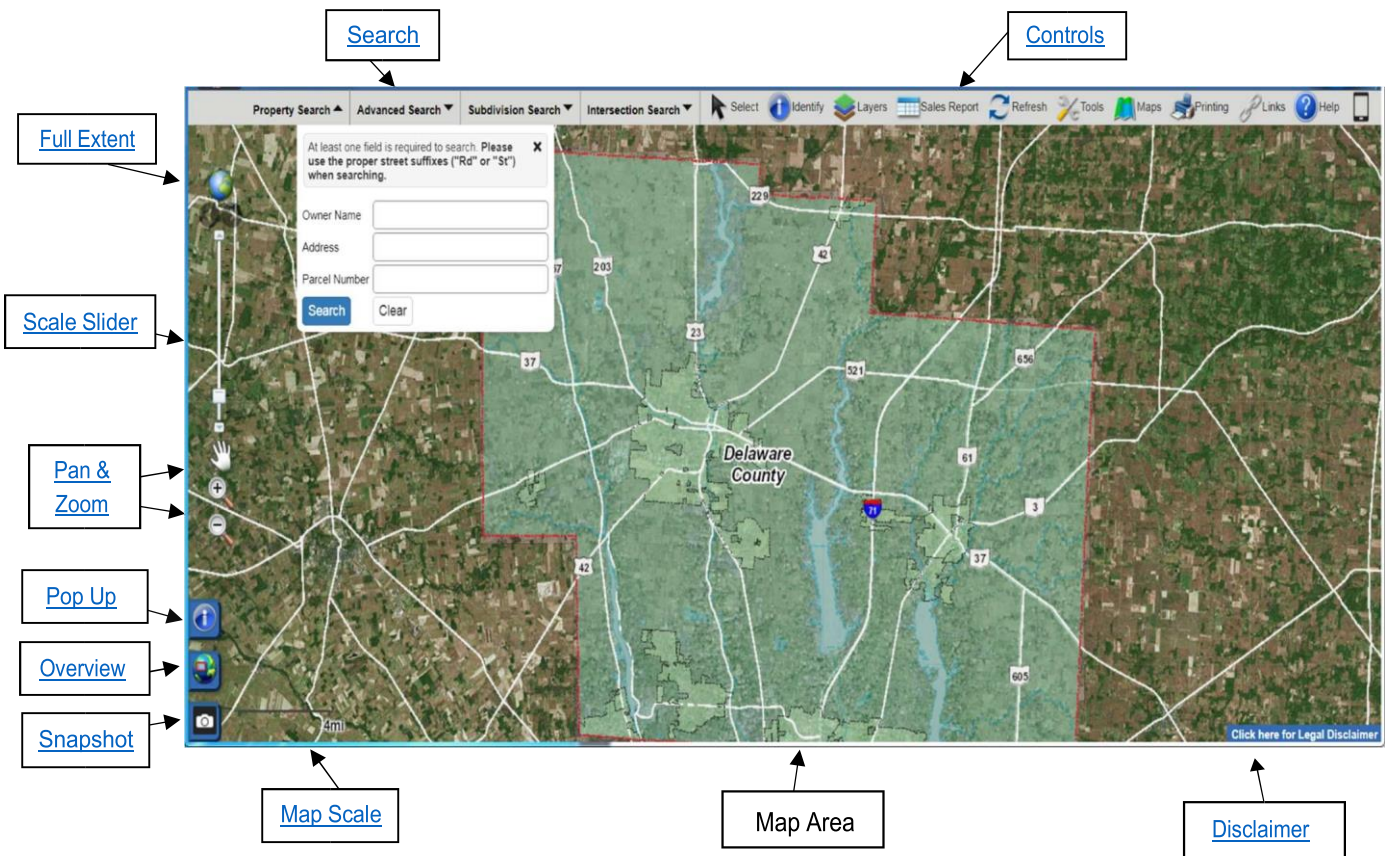 Search
Controls
Property Search
Advanced Search
Subdivision Search
Intersection Search
Select
Identify
Layers
Sales Report
Refresh
Tools
Maps
Printing
Links
Help
Full Extent
At least one field is required to search. Please
use the proper street suffixes ("Rd" or "St")
when searching.
Owner Name
Address
Parcel Number
Search
Clear
229
42
203
Scale Slider
23
37
656
521
Delaware
County
61
Pan &
Zoom
71
3
37
42
Pop Up
Overview
605
Snapshot
4mi
Click here for Legal Disclaimer
Map Scale
Map Area
Disclaimer